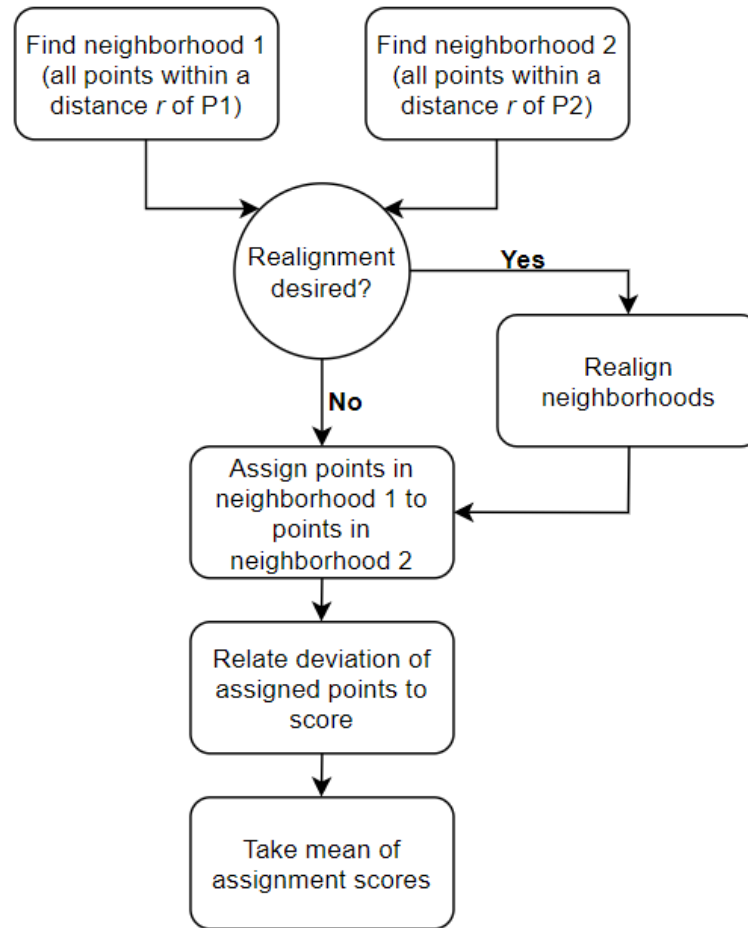 Find neighborhood 1
(all points within a
distance r of P1)
Find neighborhood 2
(all points within a
distance r of P2)
Realignment
desired?
Yes
Realign
neighborhoods
No
Assign points in
neighborhood 1 to
points in
neighborhood 2
Relate deviation of
assigned points to
score
Take mean of
assignment scores